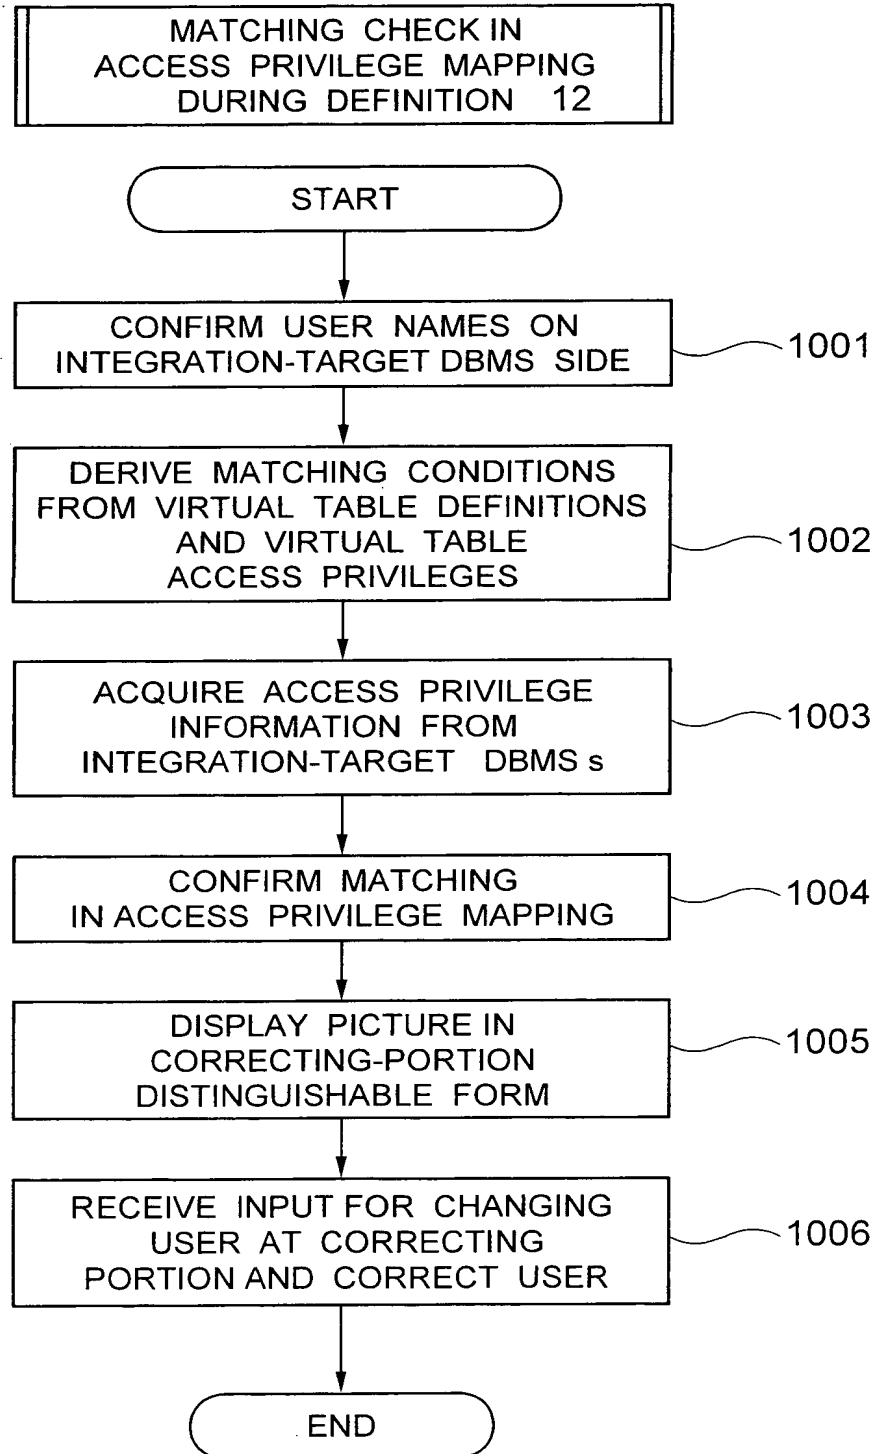 MATCHING CHECK IN
ACCESS PRIVILEGE MAPPING
DURING DEFINITION 12
START
CONFIRM USER NAMES ON
INTEGRATION-TARGET DBMS SIDE
1001
DERIVE MATCHING CONDITIONS
FROM VIRTUAL TABLE DEFINITIONS
AND VIRTUAL TABLE
ACCESS PRIVILEGES
1002
ACQUIRE ACCESS PRIVILEGE
INFORMATION FROM
INTEGRATION-TARGET DBMS s
1003
CONFIRM MATCHING
IN ACCESS PRIVILEGE MAPPING
1004
DISPLAY PICTURE IN
CORRECTING-PORTION
DISTINGUISHABLE FORM
1005
RECEIVE INPUT FOR CHANGING
USER AT CORRECTING
PORTION AND CORRECT USER
1006
END